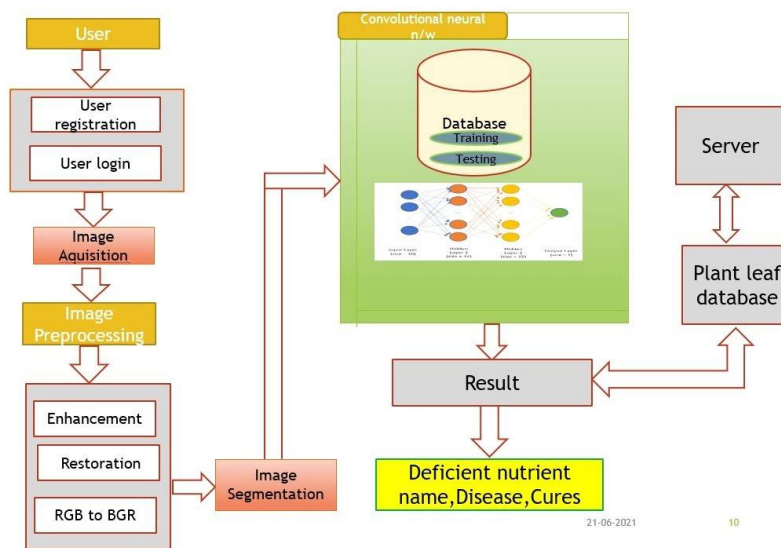 User
User
registration
User login
Image
Aquisition
Image
Preprocessing
Enhancement
Restoration
RGB to BGR
Image
Segmentation
Convolutional neural
n/w
Database
Training
Testing
Result
Deficient nutrient
name,Disease,Cures
Server
Plant leaf
database
21-06-2021
10